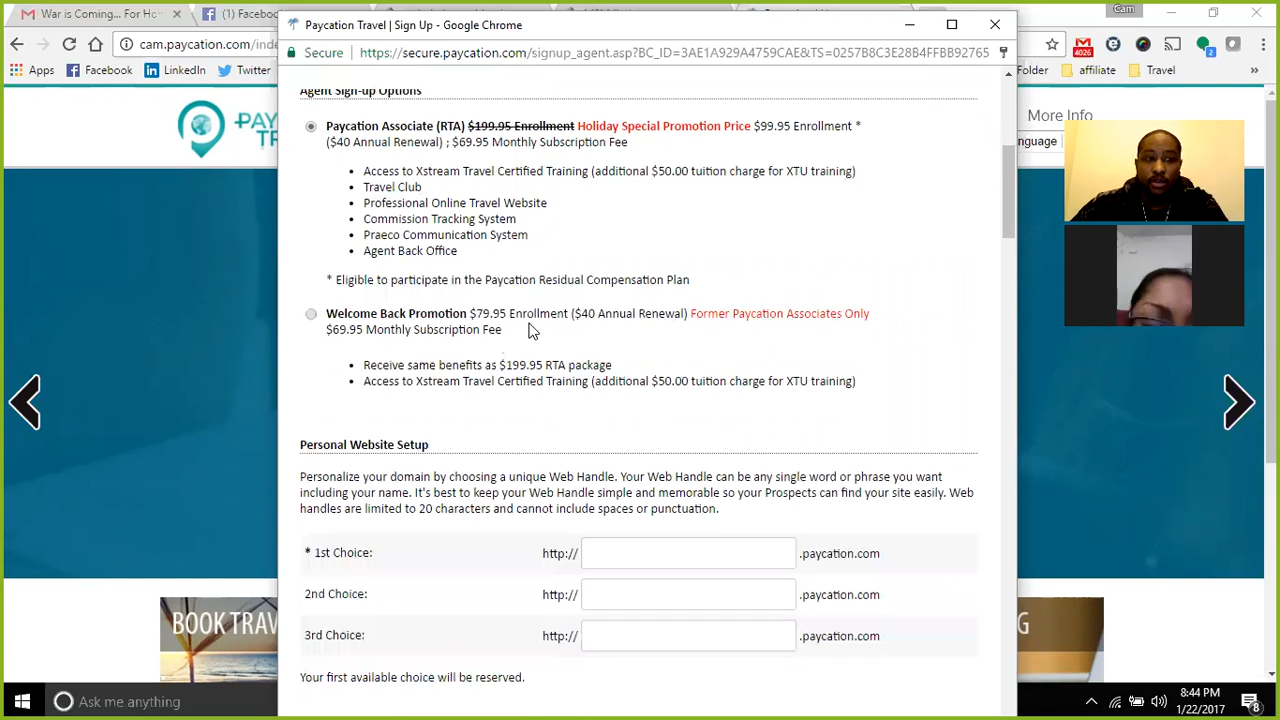 War is Coming... For Ho
(1) Facebo
Paycation Travel | Sign Up - Google Chrome
Cam
cam.paycation.com/inde
Secure https://secure.paycation.com/signup_agent.asp?BC_ID=3AE1A929A4759CAE&TS=0257B8C3E28B4FFBB92765
4026
2
Apps Facebook LinkedIn Twitter
Folder affiliate Travel
PAY
TR
More Info
nguage
Agent Sign-up Options
Paycation Associate (RTA) $199.95 Enrollment Holiday Special Promotion Price $99.95 Enrollment *
($40 Annual Renewal) ; $69.95 Monthly Subscription Fee
• Access to Xstream Travel Certified Training (additional $50.00 tuition charge for XTU training)
• Travel Club
• Professional Online Travel Website
• Commission Tracking System
• Praeco Communication System
• Agent Back Office
* Eligible to participate in the Paycation Residual Compensation Plan
Welcome Back Promotion $79.95 Enrollment ($40 Annual Renewal) Former Paycation Associates Only
$69.95 Monthly Subscription Fee
• Receive same benefits as $199.95 RTA package
• Access to Xstream Travel Certified Training (additional $50.00 tuition charge for XTU training)
Personal Website Setup
Personalize your domain by choosing a unique Web Handle. Your Web Handle can be any single word or phrase you want
including your name. It's best to keep your Web Handle simple and memorable so your Prospects can find your site easily. Web
handles are limited to 20 characters and cannot include spaces or punctuation.
* 1st Choice: http:// .paycation.com
2nd Choice: http:// .paycation.com
3rd Choice: http:// .paycation.com
Your first available choice will be reserved.
BOOK TRAV
NG
Ask me anything
8:44 PM
1/22/2017
8